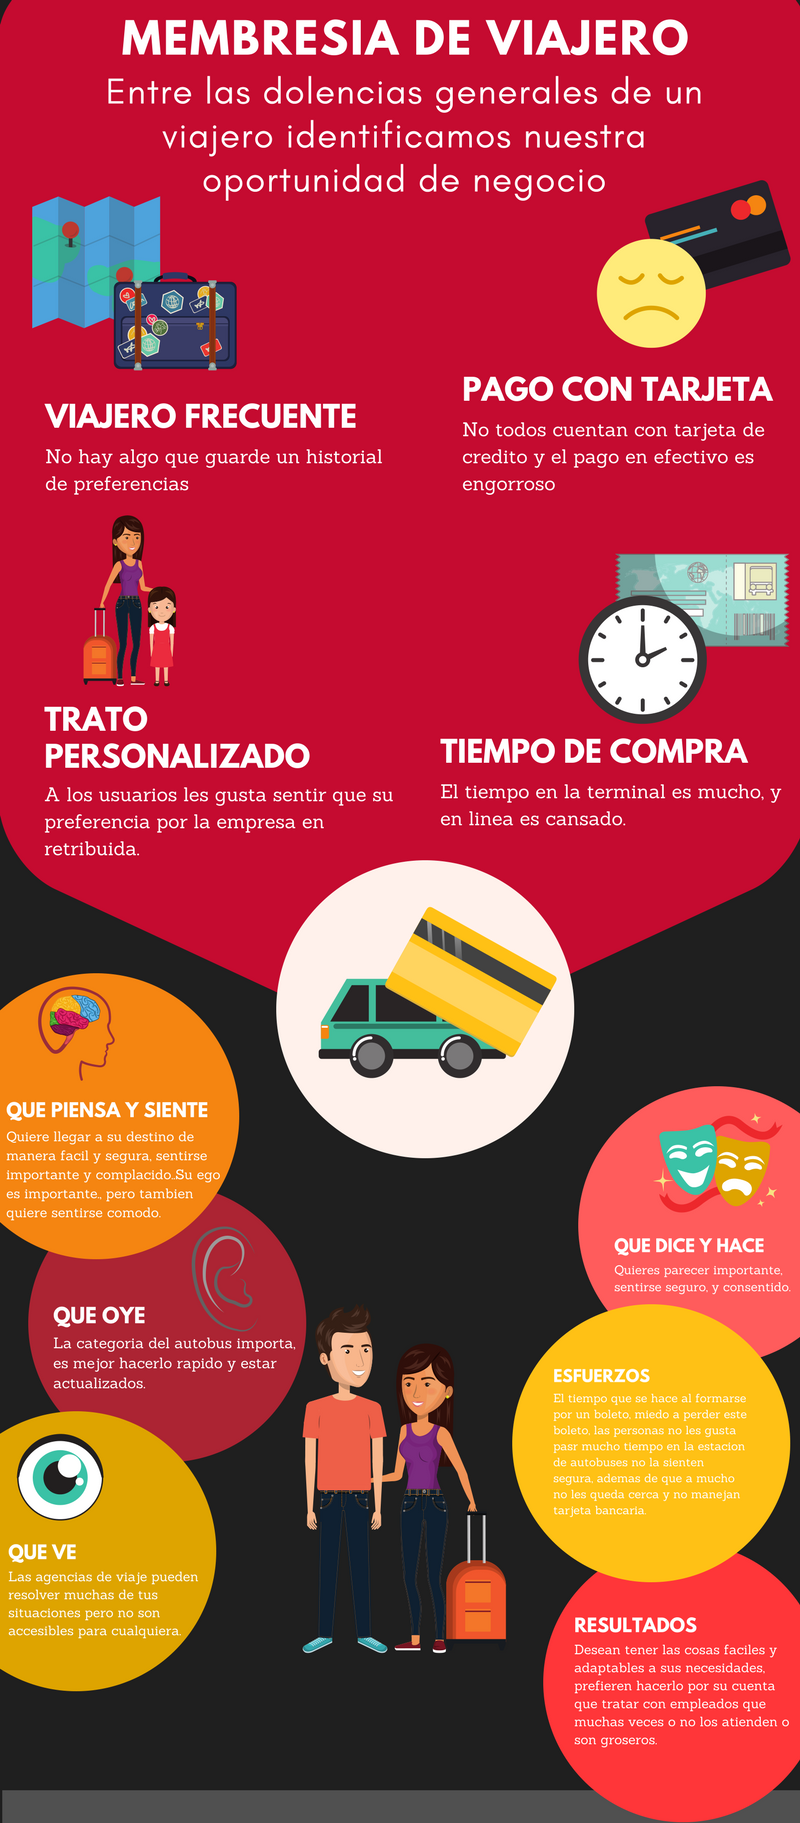 MEMBRESIA DE VIAJERO
Entre las dolencias generales de un
viajero identificamos nuestra
oportunidad de negocio
VIAJERO FRECUENTE
No hay algo que guarde un historial
de preferencias
PAGO CON TARJETA
No todos cuentan con tarjeta de
credito y el pago en efectivo es
engorroso
TRATO
PERSONALIZADO
A los usuarios les gusta sentir que su
preferencia por la empresa en
retribuida.
TIEMPO DE COMPRA
El tiempo en la terminal es mucho, y
en linea es cansado.
QUE PIENSA Y SIENTE
Quiere llegar a su destino de
manera facil y segura, sentirse
importante y complacido.Su ego
es importante., pero tambien
quiere sentirse comodo.
QUE OYE
La categoria del autobus importa,
es mejor hacerlo rapido y estar
actualizados.
QUE VE
Las agencias de viaje pueden
resolver muchas de tus
situaciones pero no son
accesibles para cualquiera.
QUE DICE Y HACE
Quieres parecer importante,
sentirse seguro, y consentido.
ESFUERZOS
El tiempo que se hace al formarse
por un boleto, miedo a perder este
boleto, las personas no les gusta
pasr mucho tiempo en la estacion
de autobuses no la sienten
segura, ademas de que a mucho
no les queda cerca y no manejan
tarjeta bancaria.
RESULTADOS
Desean tener las cosas faciles y
adaptables a sus necesidades,
prefieren hacerlo por su cuenta
que tratar con empleados que
muchas veces o no los atienden o
son groseros.